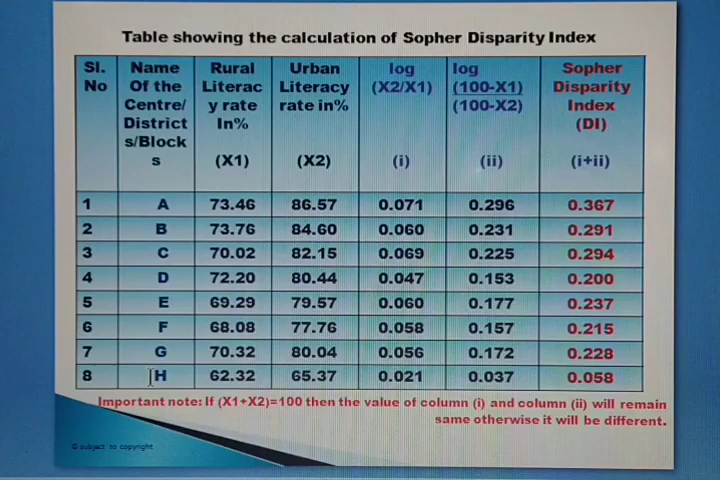 Table showing the calculation of Sopher Disparity Index
Sl. No | Name Of the Centre/ District s/Block s | Rural Literac y rate In% (X1) | Urban Literacy rate in% (X2) | log (X2/X1) (i) | log (100-X1) (100-X2) (ii) | Sopher Disparity Index (DI) (i+ii)
1 A 73.46 86.57 0.071 0.296 0.367
2 B 73.76 84.60 0.060 0.231 0.291
3 C 70.02 82.15 0.069 0.225 0.294
4 D 72.20 80.44 0.047 0.153 0.200
5 E 69.29 79.57 0.060 0.177 0.237
6 F 68.08 77.76 0.058 0.157 0.215
7 G 70.32 80.04 0.056 0.172 0.228
8 H 62.32 65.37 0.021 0.037 0.058
Important note: If (X1+X2)=100 then the value of column (i) and column (ii) will remain
same otherwise it will be different.
© subject to copyright